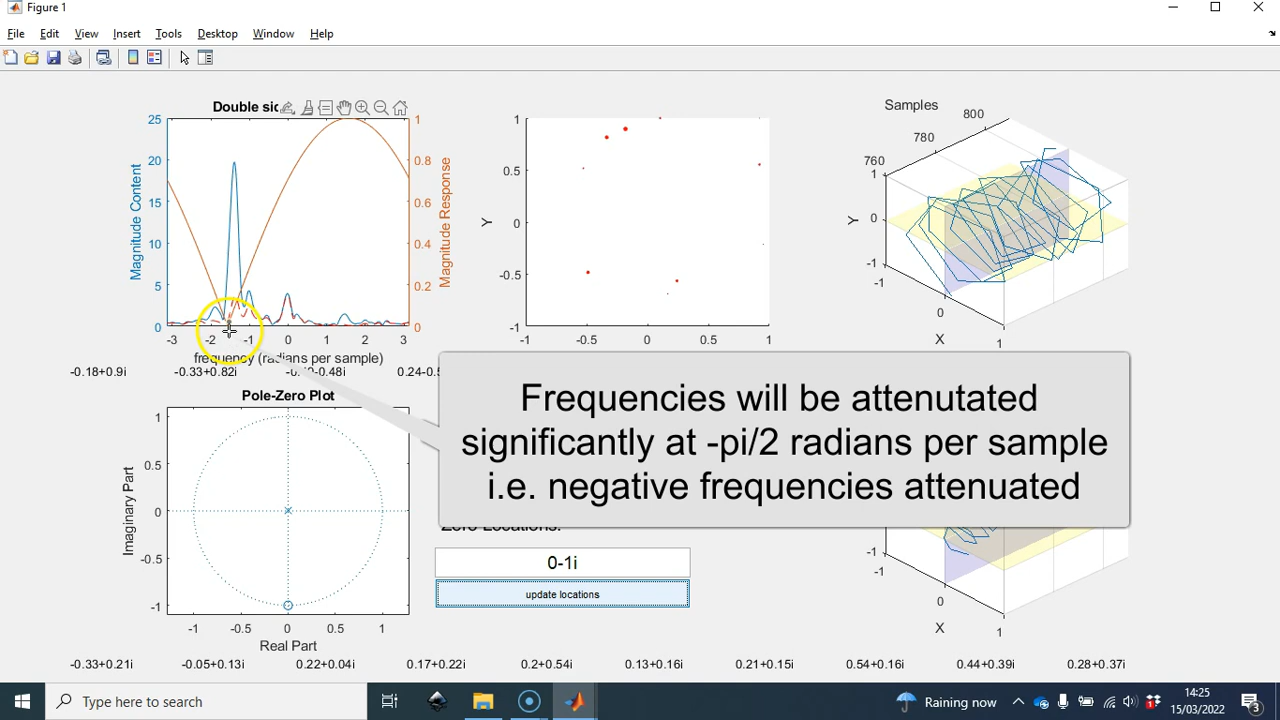 Figure 1
File Edit View Insert Tools Desktop Window Help
Double sid
25
20
15
10
5
0
Magnitude Content
1
0.8
0.6
0.4
0.2
0
Magnitude Response
-3 -2 -1 0 1 2 3
frequency (radians per sample)
1
0.5
0
-0.5
-1
Y
-1 -0.5 0 0.5 1
Samples
800
780
760
1
0
-1
Y
-1
0
1
X
-0.18+0.9i -0.33+0.82i
Frequencies will be attenutated
significantly at -pi/2 radians per sample
i.e. negative frequencies attenuated
Pole-Zero Plot
1
0.5
0
-0.5
-1
Imaginary Part
-1 -0.5 0 0.5 1
Real Part
Zero Locations:
0-1i
update locations
-1
-1
0
1
X
-0.33+0.21i -0.05+0.13i 0.22+0.04i 0.17+0.22i 0.2+0.54i 0.13+0.16i 0.21+0.15i 0.54+0.16i 0.44+0.39i 0.28+0.37i
Type here to search
Raining now
14:25
15/03/2022
3